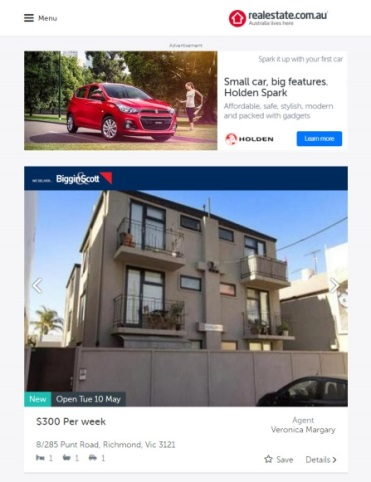 Menu
realestate.com.au
Australia lives here
Advertisement
Spark it up with your first car
Small car, big features.
Holden Spark
Affordable, safe, stylish, modern
and packed with gadgets
HOLDEN
Learn more
Biggin&Scott
New
Open Tue 10 May
$300 Per week
Agent
Veronica Margary
8/285 Punt Road, Richmond, Vic 3121
1 1 1
Save
Details